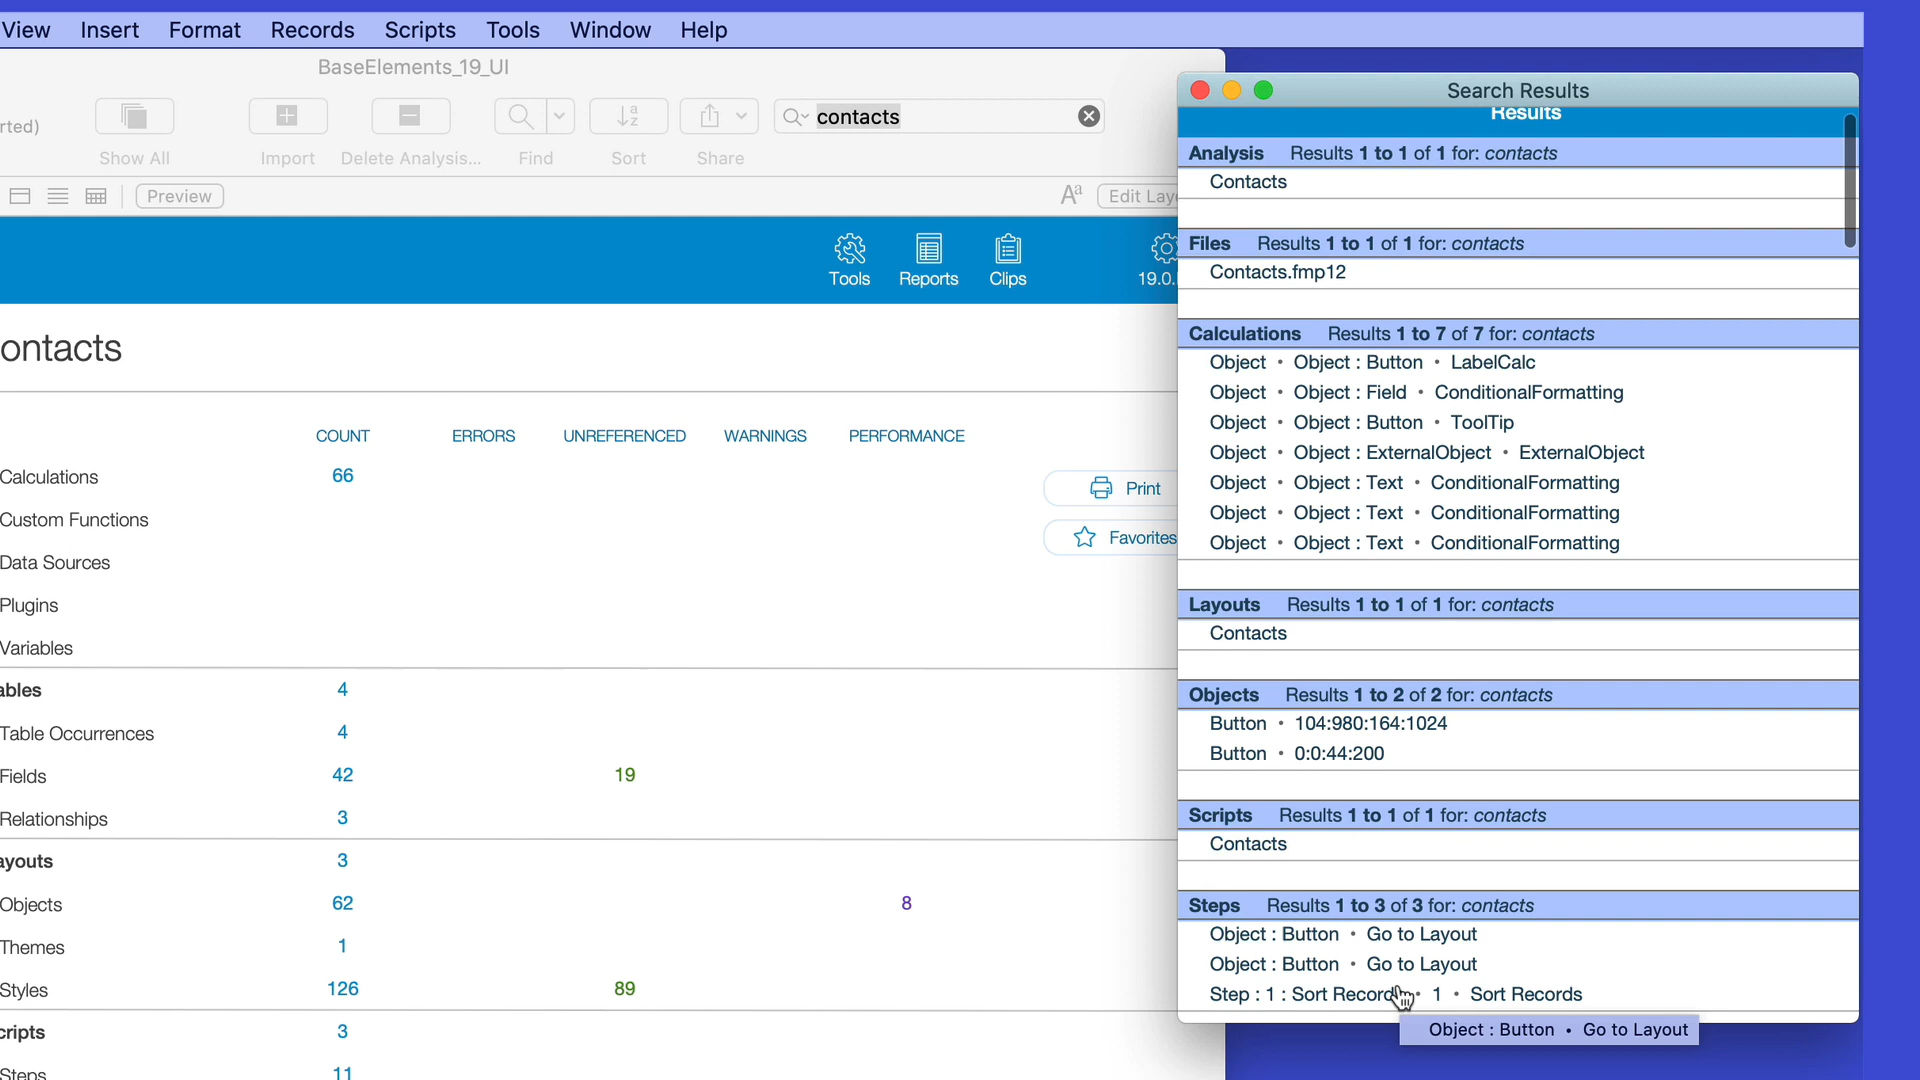 View Insert Format Records Scripts Tools Window Help
BaseElements_19_UI
rted)
contacts
Show All Import Delete Analysis... Find Sort Share
Preview
Edit Lay
Tools Reports Clips 19.0.
ontacts
COUNT ERRORS UNREFERENCED WARNINGS PERFORMANCE
Calculations 66
Custom Functions
Data Sources
Plugins
Variables
Print
Favorites
ables 4
Table Occurrences 4
Fields 42 19
Relationships 3
ayouts 3
Objects 62 8
Themes 1
Styles 126 89
cripts 3
Steps 11
Search Results
Results
Analysis Results 1 to 1 of 1 for: contacts
Contacts
Files Results 1 to 1 of 1 for: contacts
Contacts.fmp12
Calculations Results 1 to 7 of 7 for: contacts
Object • Object : Button • LabelCalc
Object • Object : Field • ConditionalFormatting
Object • Object : Button • ToolTip
Object • Object : ExternalObject • ExternalObject
Object • Object : Text • ConditionalFormatting
Object • Object : Text • ConditionalFormatting
Object • Object : Text • ConditionalFormatting
Layouts Results 1 to 1 of 1 for: contacts
Contacts
Objects Results 1 to 2 of 2 for: contacts
Button • 104:980:164:1024
Button • 0:0:44:200
Scripts Results 1 to 1 of 1 for: contacts
Contacts
Steps Results 1 to 3 of 3 for: contacts
Object : Button • Go to Layout
Object : Button • Go to Layout
Step : 1 : Sort Records • 1 • Sort Records
Object : Button • Go to Layout